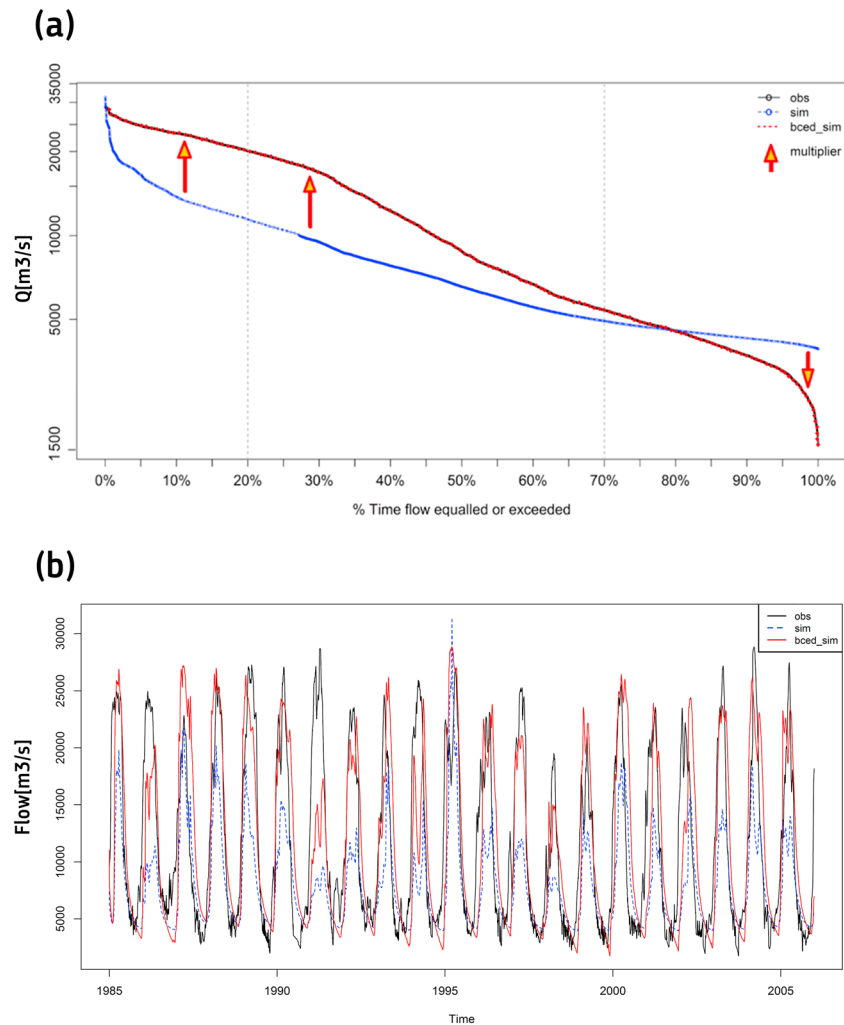 (a)
35000
20000
10000
5000
1500
Q[m3/s]
obs
sim
bced_sim
multiplier
0% 10% 20% 30% 40% 50% 60% 70% 80% 90% 100%
% Time flow equalled or exceeded
(b)
30000
25000
20000
15000
10000
5000
Flow[m3/s]
obs
sim
bced_sim
1985 1990 1995 2000 2005
Time